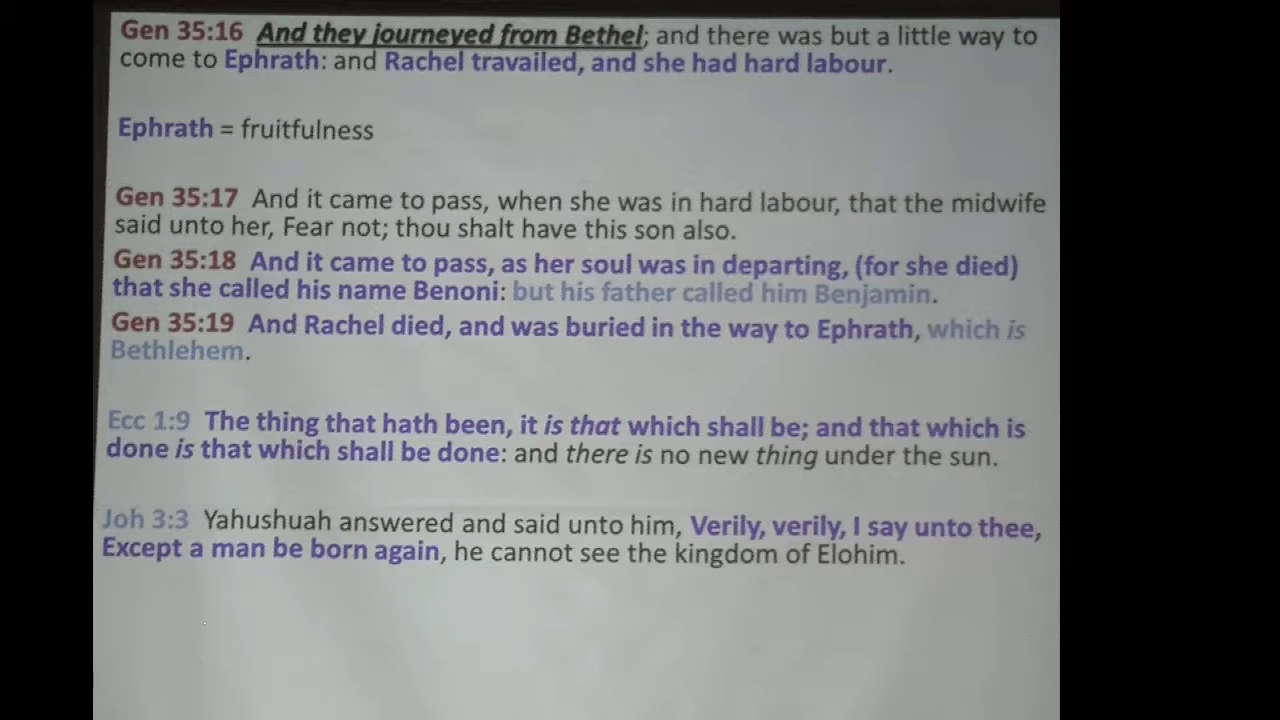 Gen 35:16 And they journeyed from Bethel; and there was but a little way to
come to Ephrath: and Rachel travailed, and she had hard labour.
Ephrath = fruitfulness
Gen 35:17 And it came to pass, when she was in hard labour, that the midwife
said unto her, Fear not; thou shalt have this son also.
Gen 35:18 And it came to pass, as her soul was in departing, (for she died)
that she called his name Benoni: but his father called him Benjamin.
Gen 35:19 And Rachel died, and was buried in the way to Ephrath, which is
Bethlehem.
Ecc 1:9 The thing that hath been, it is that which shall be; and that which is
done is that which shall be done: and there is no new thing under the sun.
Joh 3:3 Yahushuah answered and said unto him, Verily, verily, I say unto thee,
Except a man be born again, he cannot see the kingdom of Elohim.